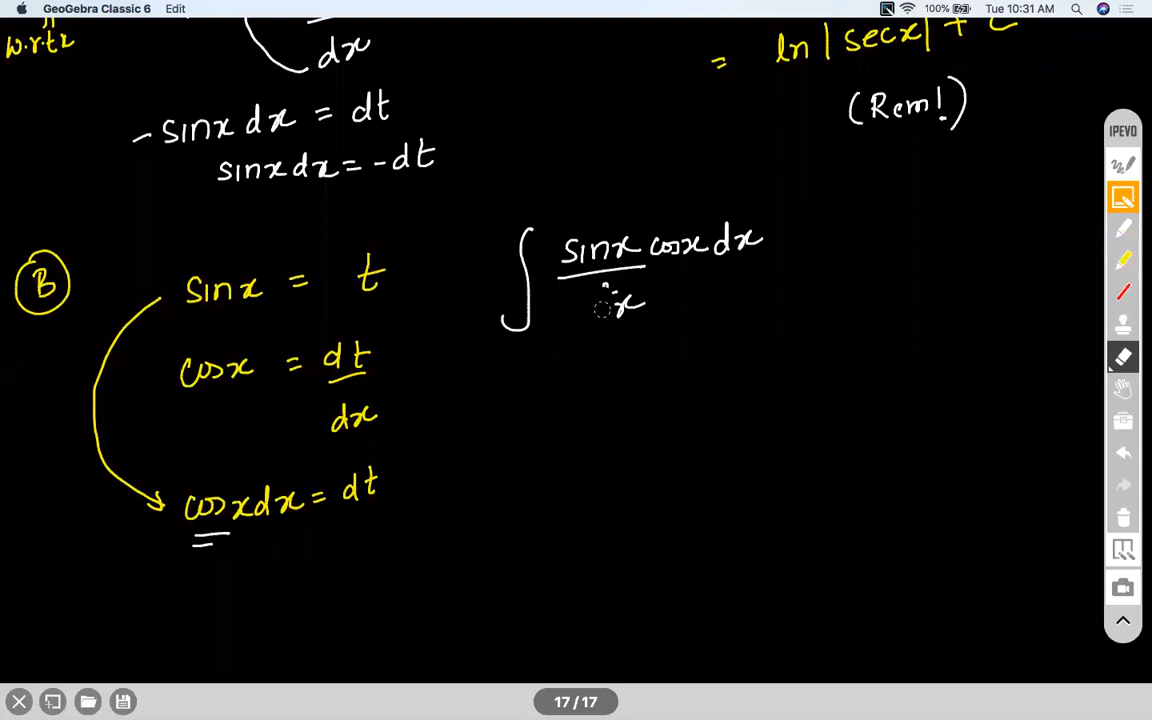 GeoGebra Classic 6 Edit
100% Tue 10:31 AM
w.r.t x
dx
= ln |secx| + C
(Rem!)
-sinx dx = dt
sinx dx = -dt
IPEVO
B sinx = t
∫ sinx cosx dx
x
cosx = dt
dx
cosx dx = dt
17/17